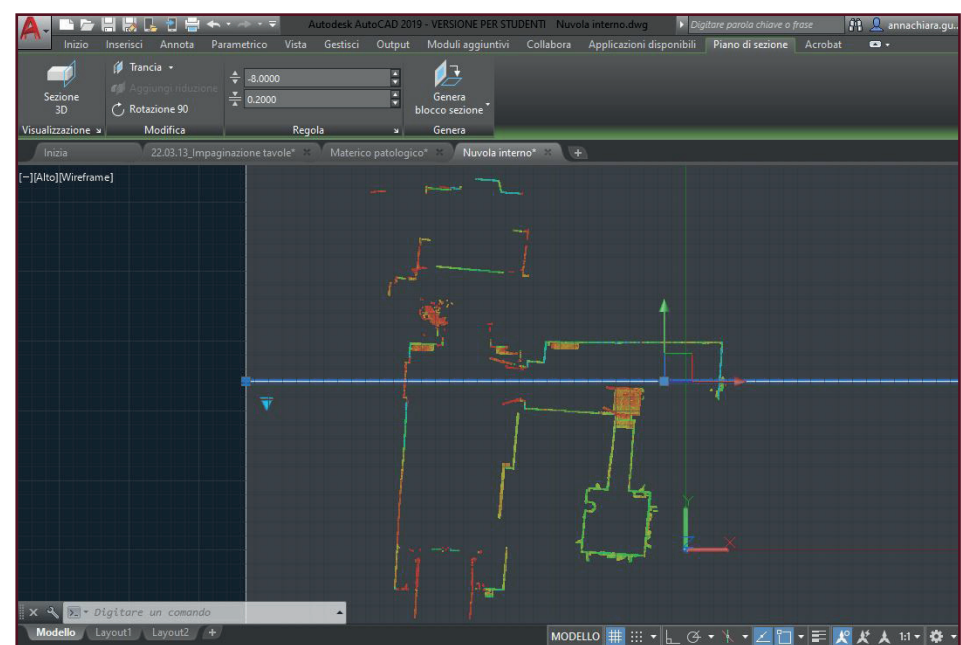 Autodesk AutoCAD 2019 - VERSIONE PER STUDENTI Nuvola interno.dwg Digitare parola chiave o frase annachiara.gu...
Inizio Inserisci Annota Parametrico Vista Gestisci Output Moduli aggiuntivi Collabora Applicazioni disponibili Piano di sezione Acrobat
Trancia
-8.0000
Sezione 3D Aggiungi riduzione Genera blocco sezione
0.2000
Rotazione 90
Visualizzazione Modifica Regola Genera
Inizia 22.03.13_Impaginazione tavole* Materico patologico* Nuvola interno* +
[-][Alto][Wireframe]
Y
X
Digitare un comando
Modello Layout1 Layout2 + MODELLO 1:1